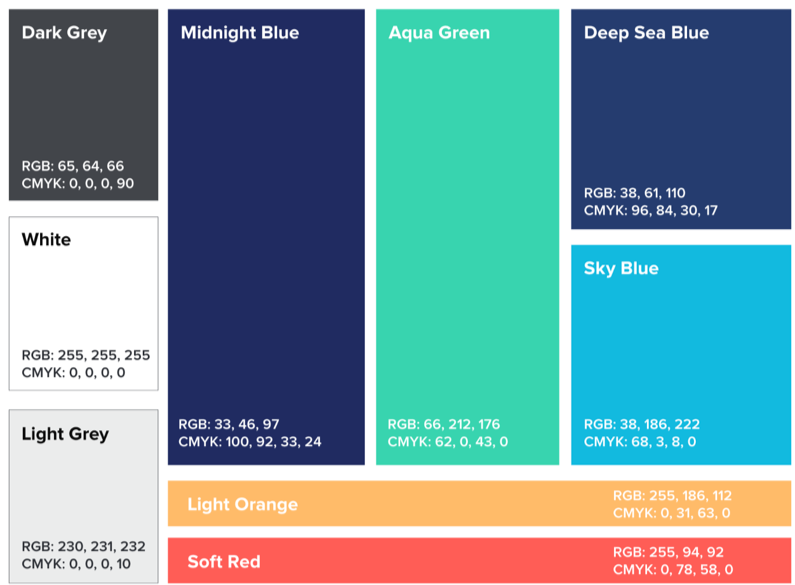 Dark Grey
RGB: 65, 64, 66
CMYK: 0, 0, 0, 90
White
RGB: 255, 255, 255
CMYK: 0, 0, 0, 0
Light Grey
RGB: 230, 231, 232
CMYK: 0, 0, 0, 10
Midnight Blue
RGB: 33, 46, 97
CMYK: 100, 92, 33, 24
Aqua Green
RGB: 66, 212, 176
CMYK: 62, 0, 43, 0
Deep Sea Blue
RGB: 38, 61, 110
CMYK: 96, 84, 30, 17
Sky Blue
RGB: 38, 186, 222
CMYK: 68, 3, 8, 0
Light Orange
RGB: 255, 186, 112
CMYK: 0, 31, 63, 0
Soft Red
RGB: 255, 94, 92
CMYK: 0, 78, 58, 0